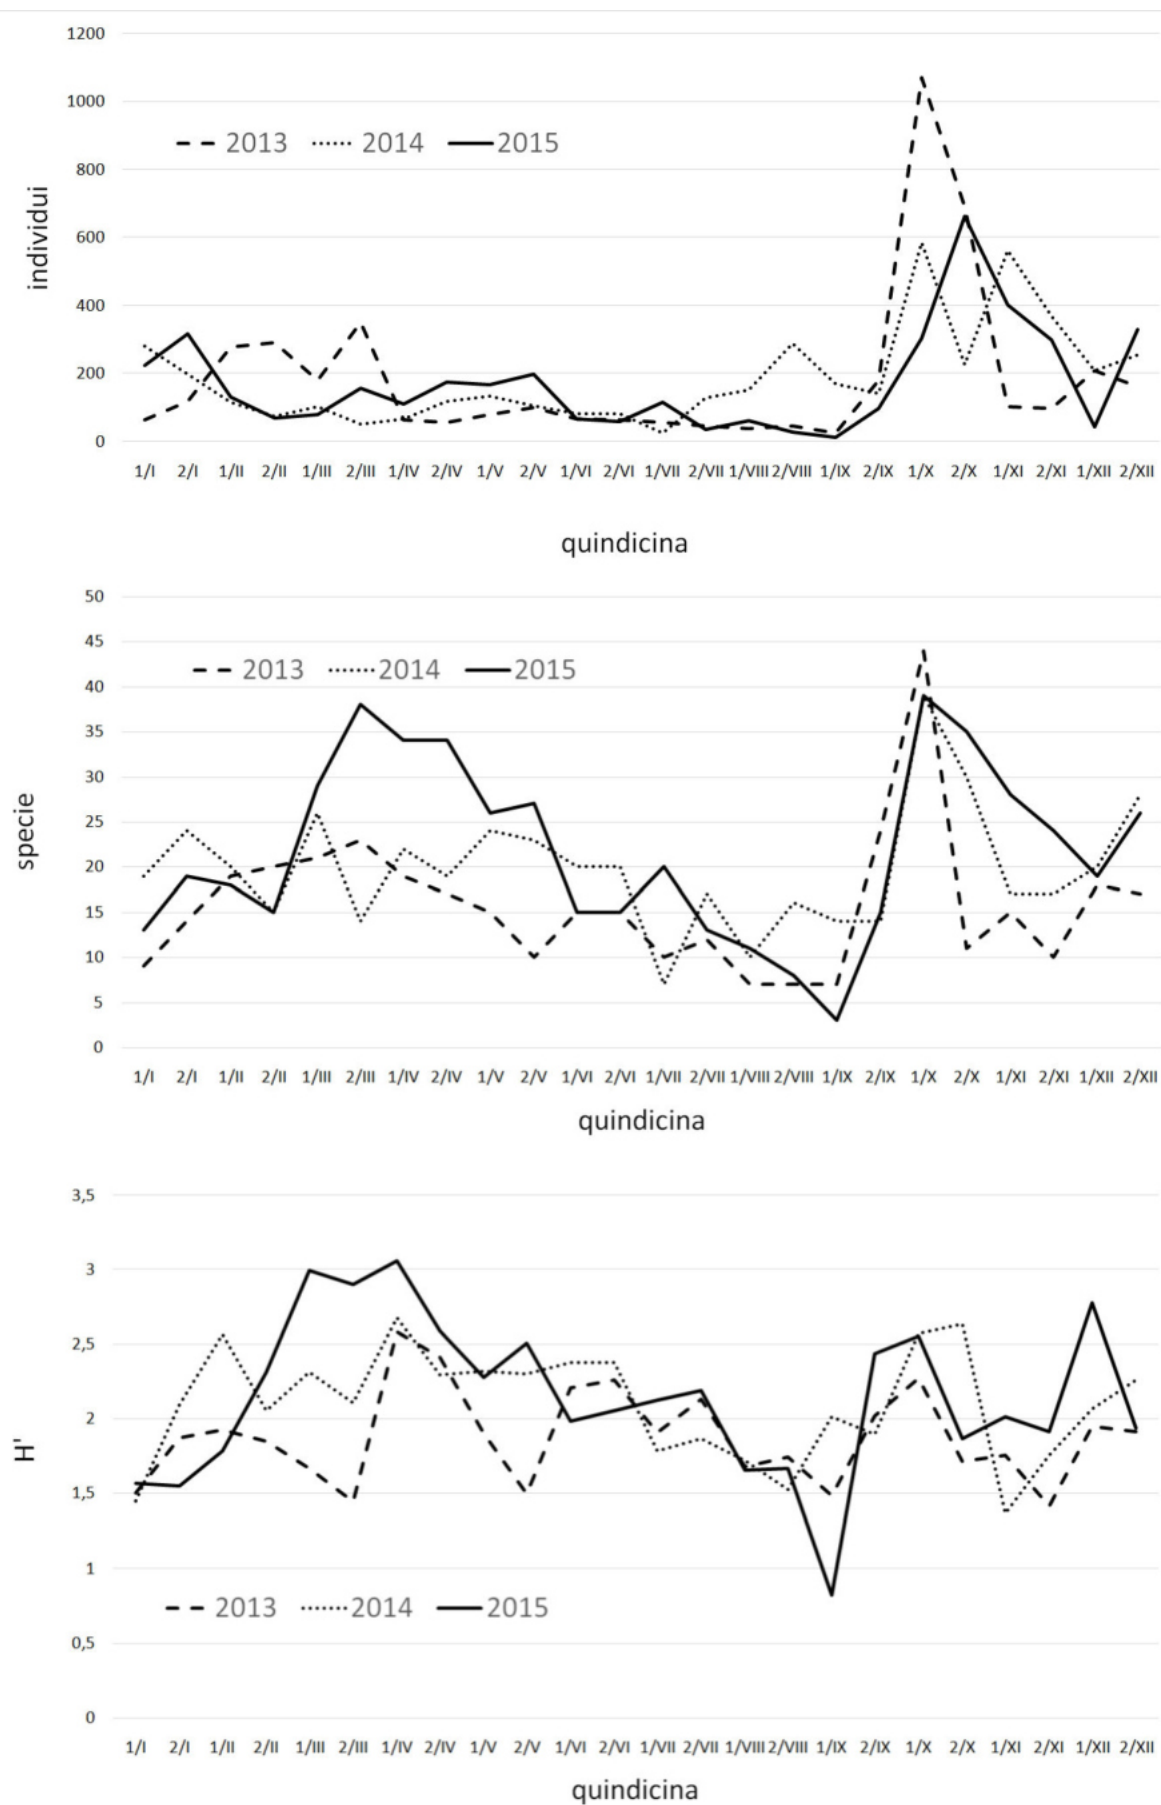 1200
1000
2013 2014 2015
800
individui
600
400
200
0
1/I 2/I 1/II 2/II 1/III 2/III 1/IV 2/IV 1/V 2/V 1/VI 2/VI 1/VII 2/VII 1/VIII 2/VIII 1/IX 2/IX 1/X 2/X 1/XI 2/XI 1/XII 2/XII
quindicina
50
45
2013 2014 2015
40
35
30
specie
25
20
15
10
5
0
1/I 2/I 1/II 2/II 1/III 2/III 1/IV 2/IV 1/V 2/V 1/VI 2/VI 1/VII 2/VII 1/VIII 2/VIII 1/IX 2/IX 1/X 2/X 1/XI 2/XI 1/XII 2/XII
quindicina
3,5
3
2,5
2
H'
1,5
1
2013 2014 2015
0,5
0
1/I 2/I 1/II 2/II 1/III 2/III 1/IV 2/IV 1/V 2/V 1/VI 2/VI 1/VII 2/VII 1/VIII 2/VIII 1/IX 2/IX 1/X 2/X 1/XI 2/XI 1/XII 2/XII
quindicina